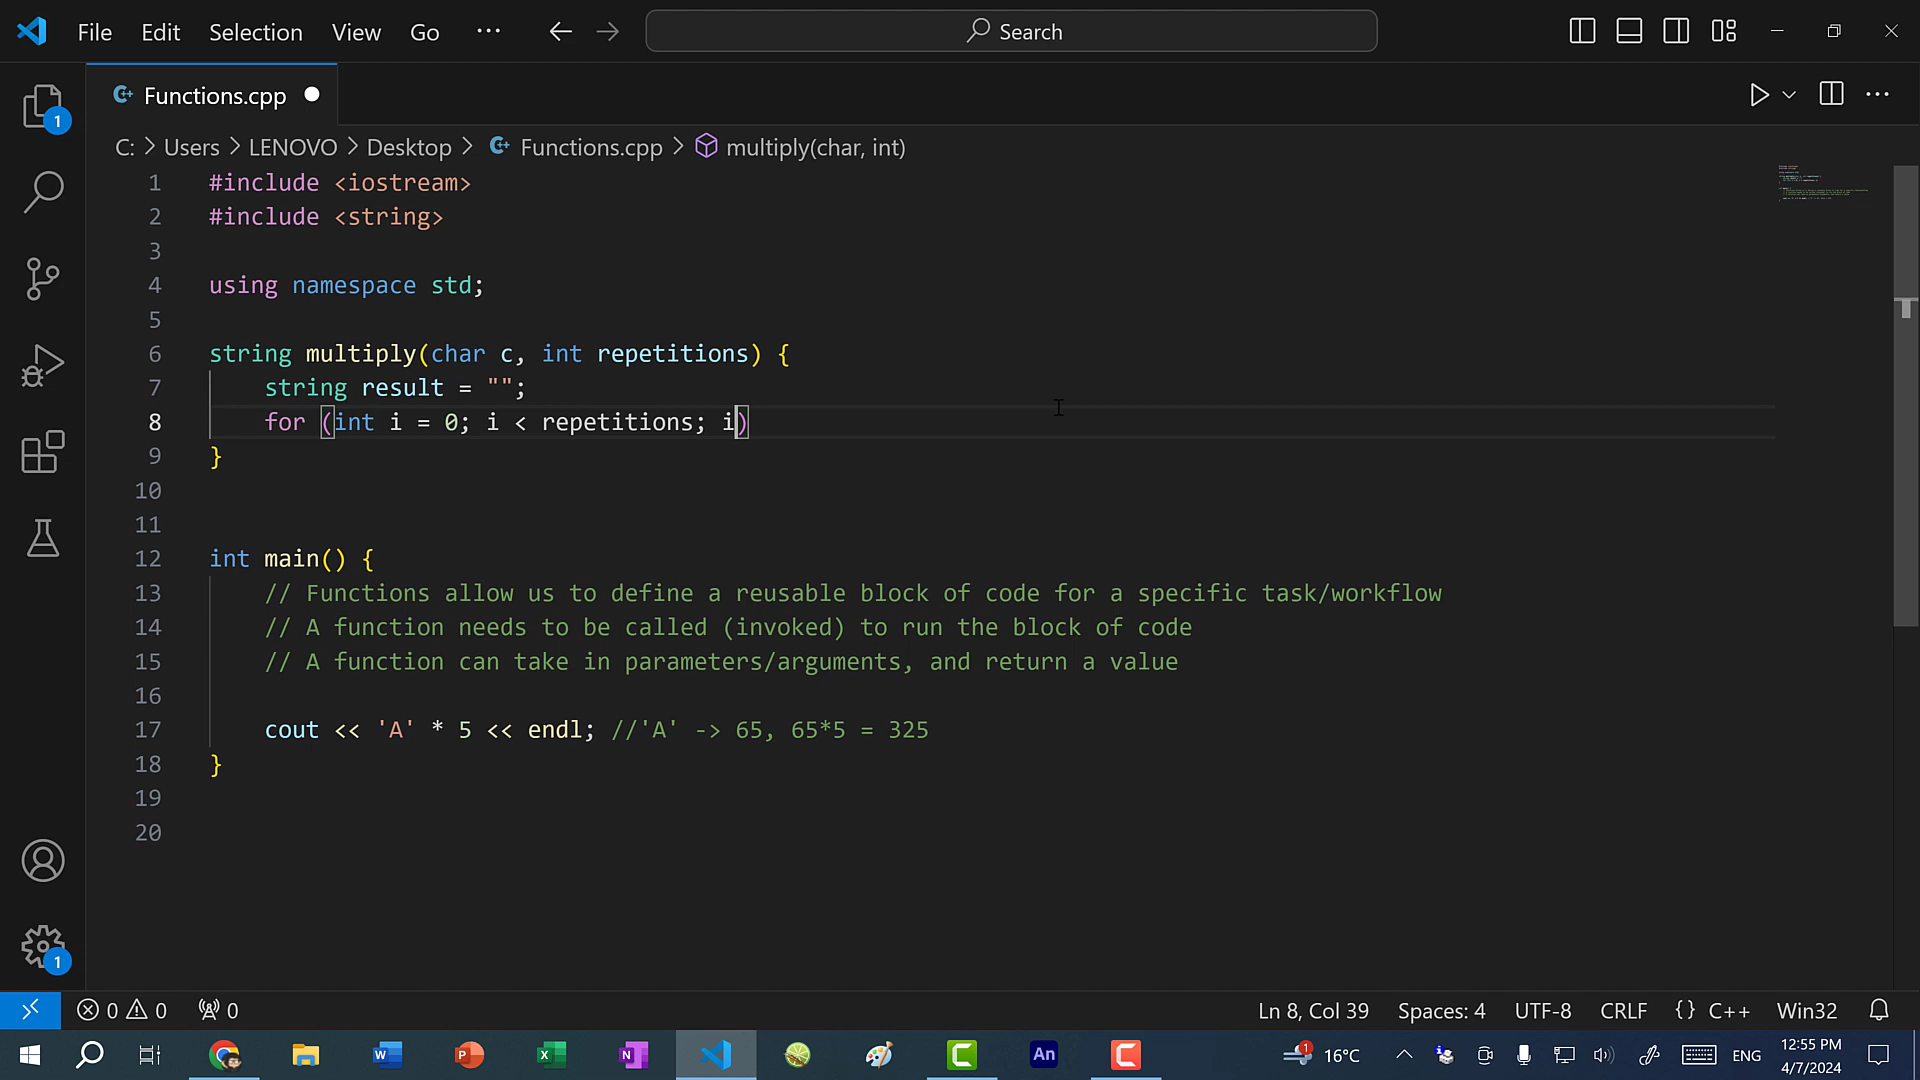 File Edit Selection View Go ··· Search
Functions.cpp
C: > Users > LENOVO > Desktop > Functions.cpp > multiply(char, int)
1 #include <iostream>
2 #include <string>
3
4 using namespace std;
5
6 string multiply(char c, int repetitions) {
7 string result = "";
8 for (int i = 0; i < repetitions; i)
9 }
10
11
12 int main() {
13 // Functions allow us to define a reusable block of code for a specific task/workflow
14 // A function needs to be called (invoked) to run the block of code
15 // A function can take in parameters/arguments, and return a value
16
17 cout << 'A' * 5 << endl; //'A' -> 65, 65*5 = 325
18 }
19
20
1
1
0 0 0 Ln 8, Col 39 Spaces: 4 UTF-8 CRLF {} C++ Win32
W P X N An C 1 16°C ENG 12:55 PM
4/7/2024